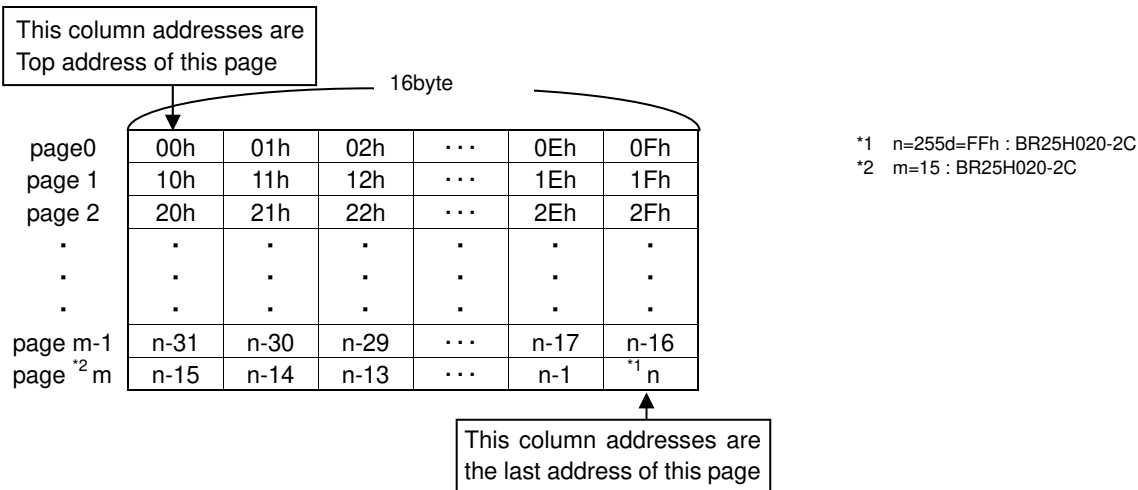 This column addresses are
Top address of this page
16byte
page0 00h 01h 02h ··· 0Eh 0Fh
page 1 10h 11h 12h ··· 1Eh 1Fh
page 2 20h 21h 22h ··· 2Eh 2Fh
· · · · · · ·
· · · · · · ·
· · · · · · ·
page m-1 n-31 n-30 n-29 ··· n-17 n-16
page *2 m n-15 n-14 n-13 ··· n-1 *1 n
This column addresses are
the last address of this page
*1 n=255d=FFh : BR25H020-2C
*2 m=15 : BR25H020-2C